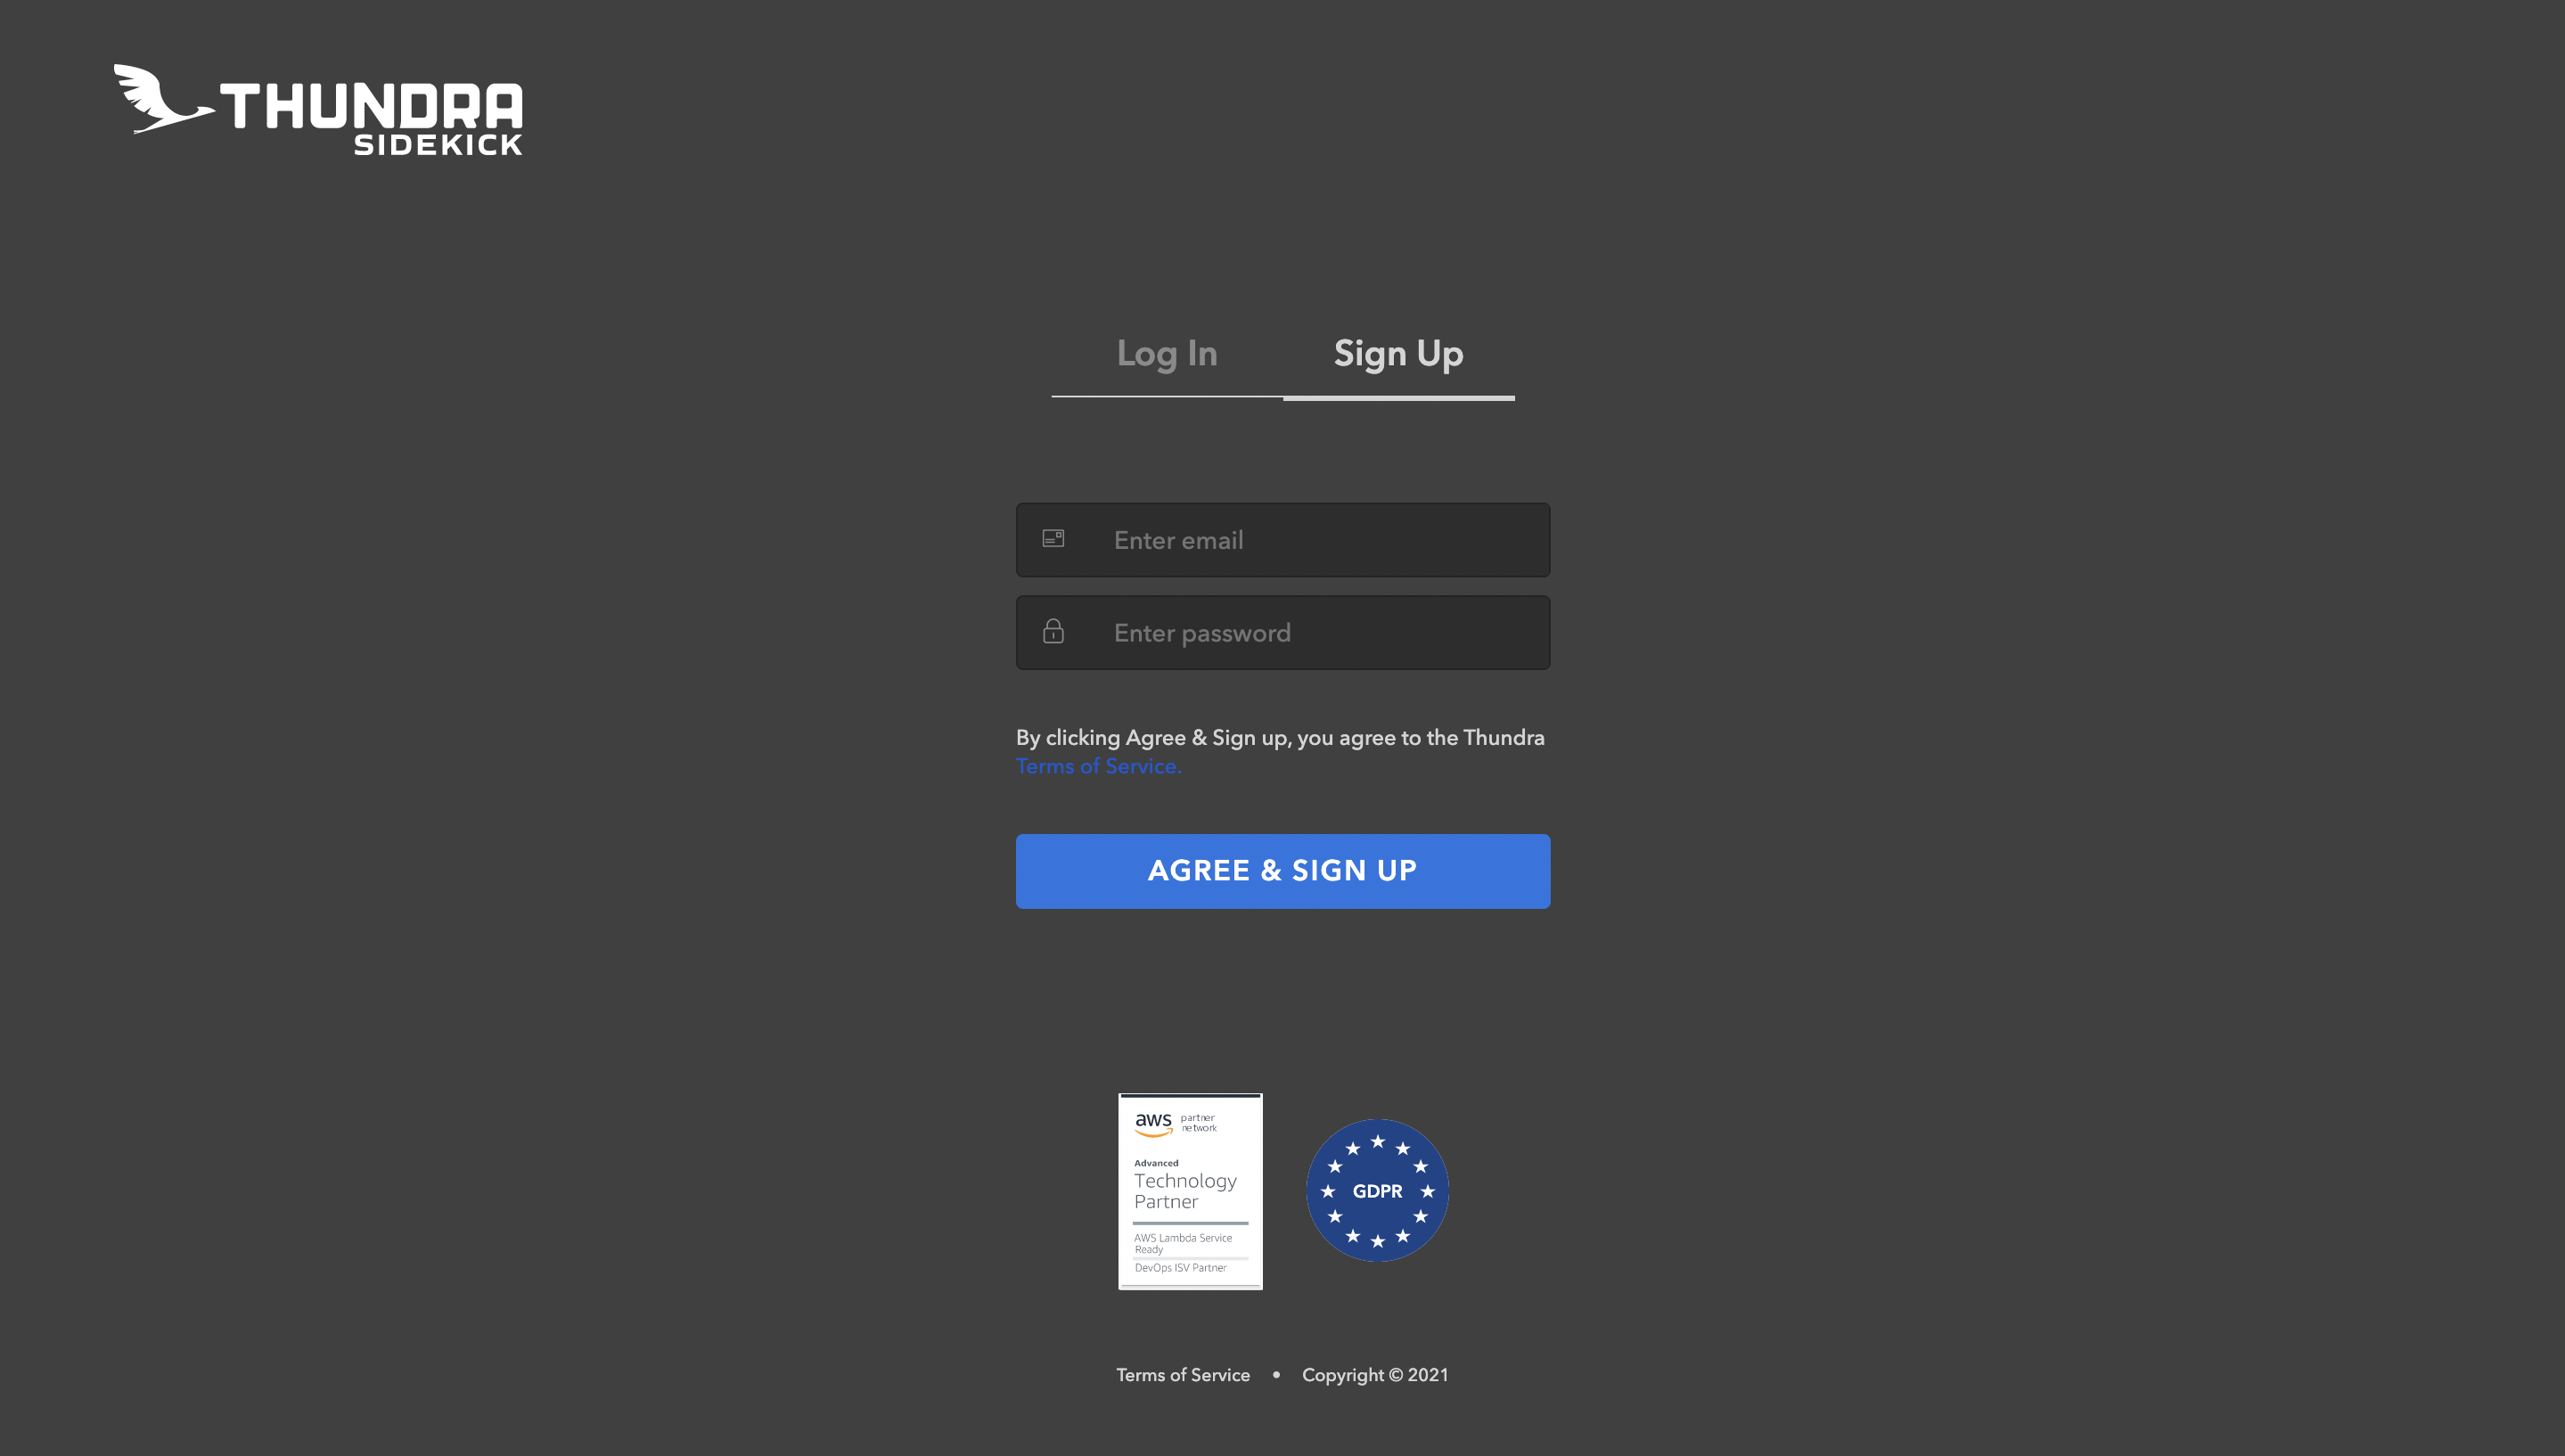 THUNDRA
SIDEKICK
Log In
Sign Up
Enter email
Enter password
By clicking Agree & Sign up, you agree to the Thundra
Terms of Service.
AGREE & SIGN UP
aws partner
network
Advanced
Technology
Partner
AWS Lambda Service
Ready
DevOps ISV Partner
GDPR
Terms of Service • Copyright © 2021